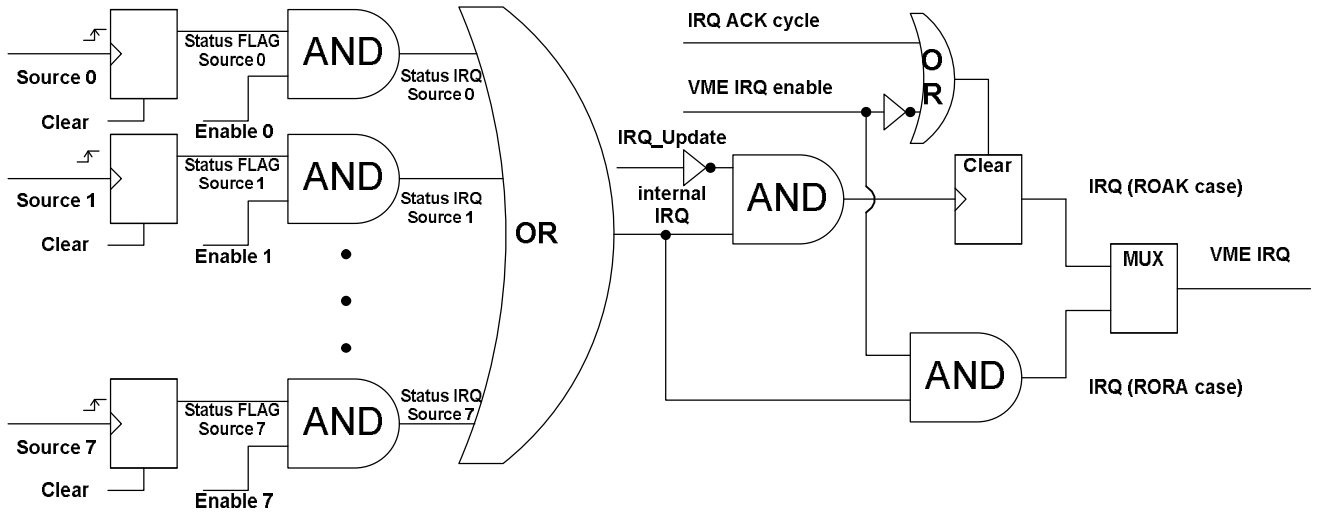 Source 0
Clear
Status FLAG
Source 0
Enable 0
AND
Status IRQ
Source 0
Source 1
Clear
Status FLAG
Source 1
Enable 1
AND
Status IRQ
Source 1
Source 7
Clear
Status FLAG
Source 7
Enable 7
AND
Status IRQ
Source 7
OR
IRQ_Update
internal
IRQ
AND
IRQ ACK cycle
VME IRQ enable
O
R
Clear
IRQ (ROAK case)
AND
IRQ (RORA case)
MUX
VME IRQ